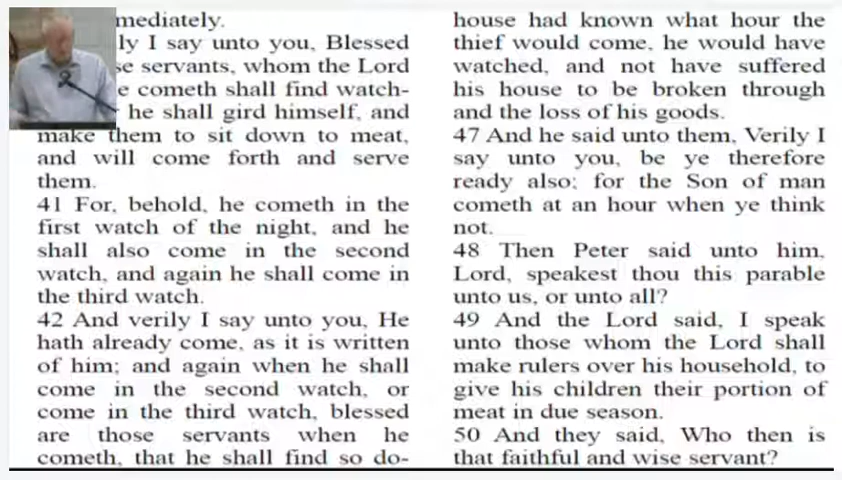 mediately.
ly I say unto you, Blessed
se servants, whom the Lord
e cometh shall find watch-
he shall gird himself, and
make them to sit down to meat,
and will come forth and serve
them.
41 For, behold, he cometh in the
first watch of the night, and he
shall also come in the second
watch, and again he shall come in
the third watch.
42 And verily I say unto you, He
hath already come, as it is written
of him; and again when he shall
come in the second watch, or
come in the third watch, blessed
are those servants when he
cometh, that he shall find so do-
house had known what hour the
thief would come, he would have
watched, and not have suffered
his house to be broken through
and the loss of his goods.
47 And he said unto them, Verily I
say unto you, be ye therefore
ready also; for the Son of man
cometh at an hour when ye think
not.
48 Then Peter said unto him,
Lord, speakest thou this parable
unto us, or unto all?
49 And the Lord said, I speak
unto those whom the Lord shall
make rulers over his household, to
give his children their portion of
meat in due season.
50 And they said, Who then is
that faithful and wise servant?